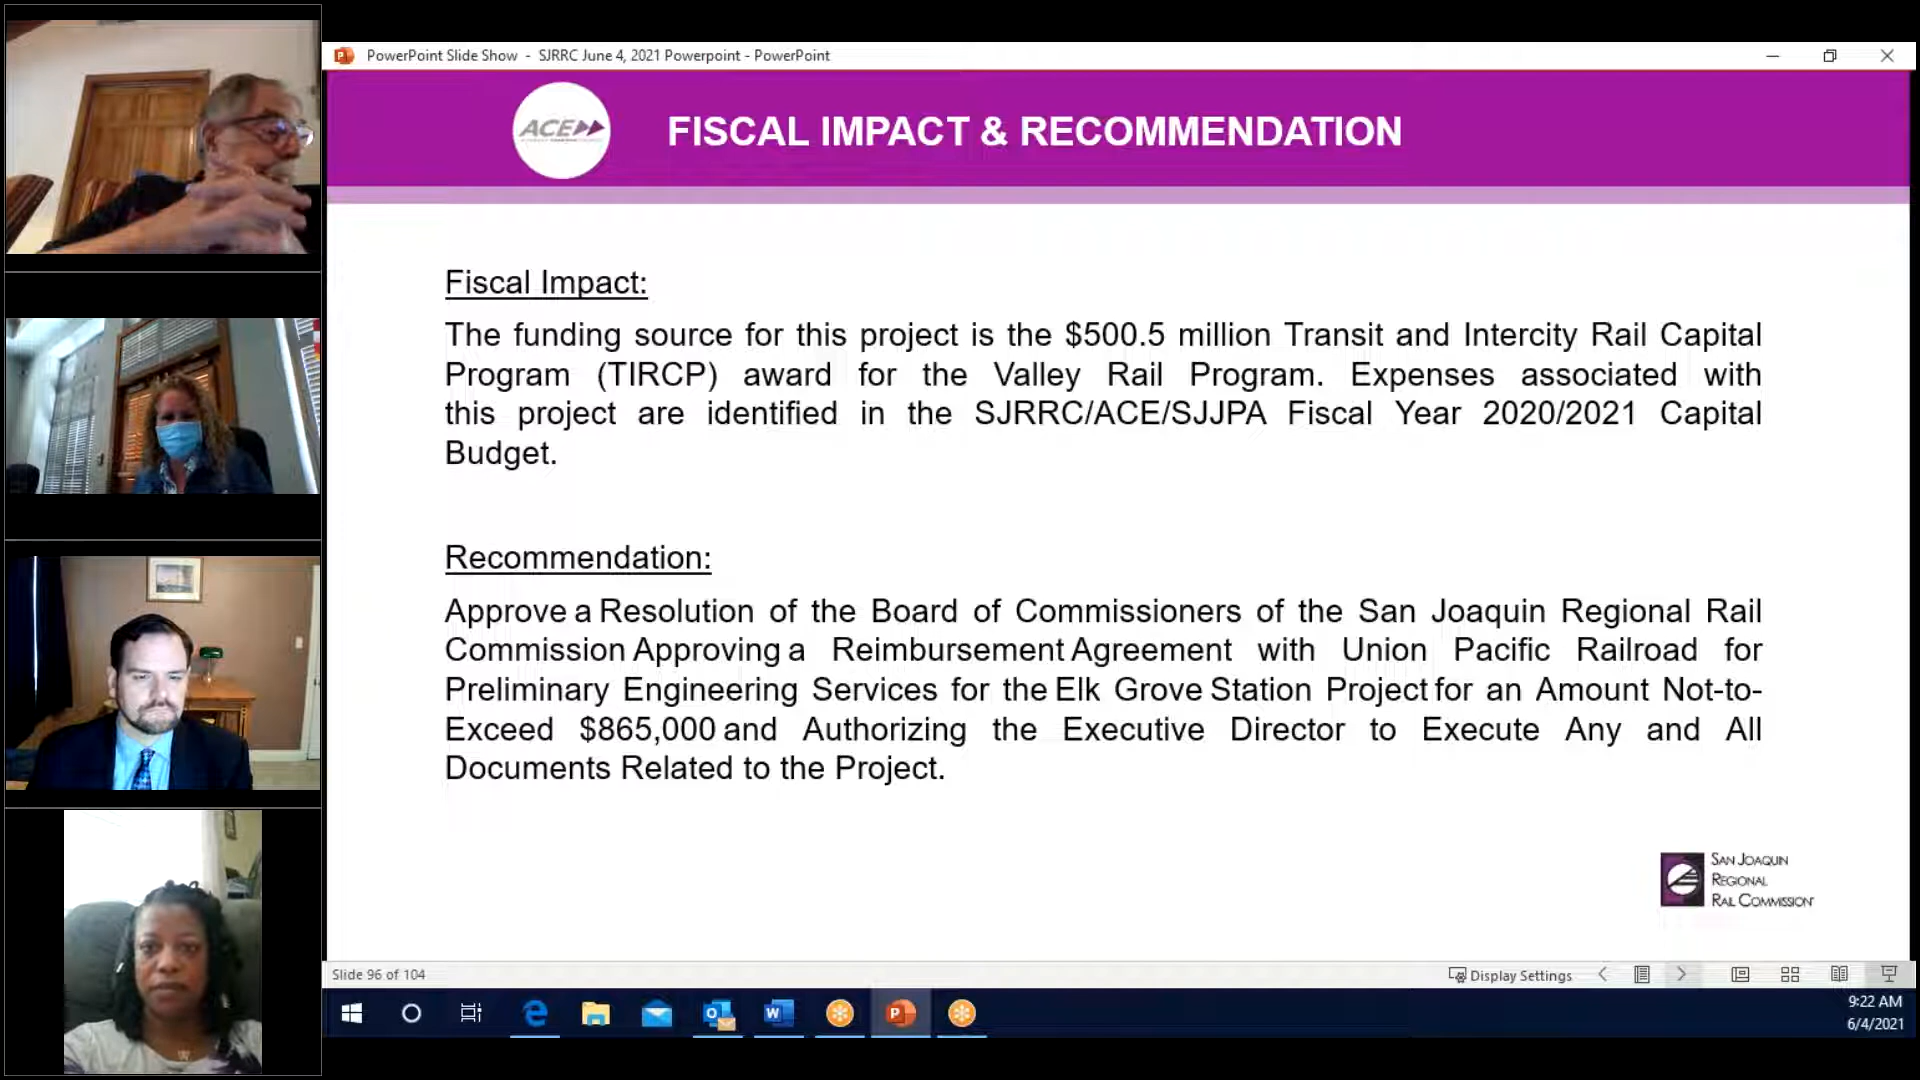 PowerPoint Slide Show - SJRRC June 4, 2021 Powerpoint - PowerPoint
ACE
FISCAL IMPACT & RECOMMENDATION
Fiscal Impact:
The funding source for this project is the $500.5 million Transit and Intercity Rail Capital
Program (TIRCP) award for the Valley Rail Program. Expenses associated with
this project are identified in the SJRRC/ACE/SJJPA Fiscal Year 2020/2021 Capital
Budget.
Recommendation:
Approve a Resolution of the Board of Commissioners of the San Joaquin Regional Rail
Commission Approving a Reimbursement Agreement with Union Pacific Railroad for
Preliminary Engineering Services for the Elk Grove Station Project for an Amount Not-to-
Exceed $865,000 and Authorizing the Executive Director to Execute Any and All
Documents Related to the Project.
SAN JOAQUIN
REGIONAL
RAIL COMMISSION
Slide 96 of 104
Display Settings
9:22 AM
6/4/2021